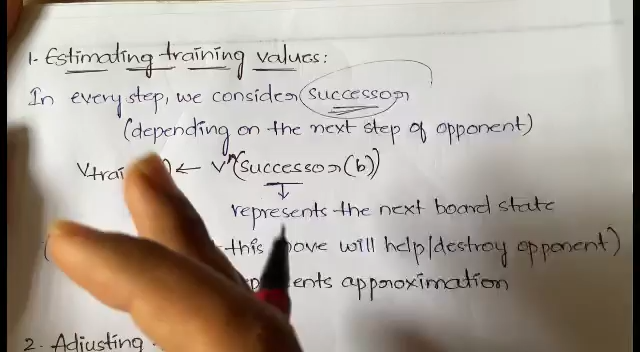 1. Estimating training values:
In every step, we consider successor
(depending on the next step of opponent)
Vtrai ) ← V^(Successor(b))
↓
represents the next board state
( this move will help/destroy opponent)
approximation
2. Adjusting